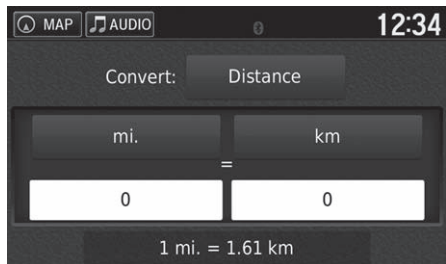 MAP AUDIO 12:34
Convert: Distance
mi. km
=
0 0
1 mi. = 1.61 km